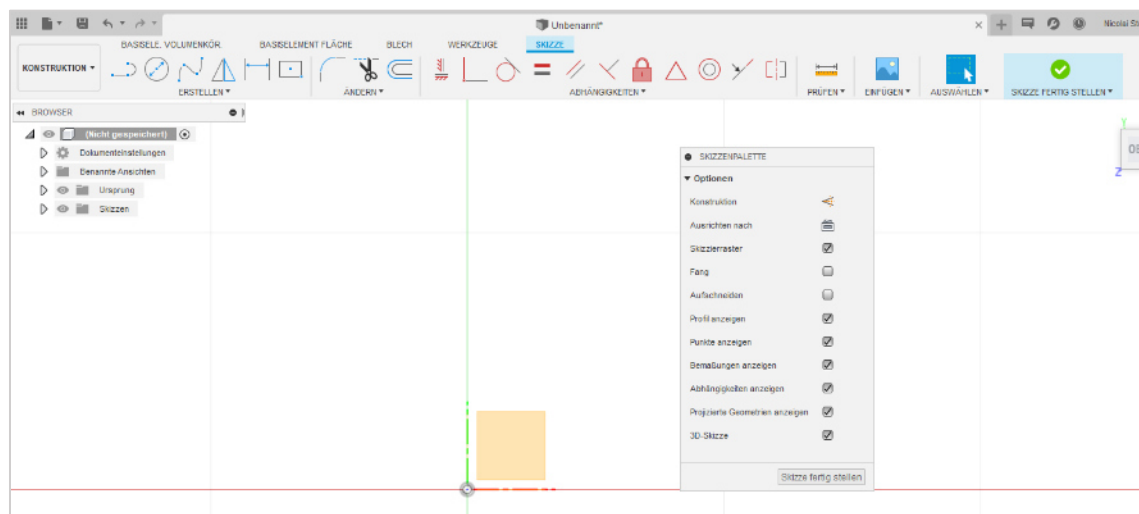 Unbenannt*
Nicolai St
BASISELE. VOLUMENKÖR.
BASISELEMENT FLÄCHE
BLECH
WERKZEUGE
SKIZZE
KONSTRUKTION
ERSTELLEN
ÄNDERN
ABHÄNGIGKEITEN
PRÜFEN
EINFÜGEN
AUSWÄHLEN
SKIZZE FERTIG STELLEN
BROWSER
(Nicht gespeichert)
Dokumenteinstellungen
Benannte Ansichten
Ursprung
Skizzen
SKIZZENPALETTE
Optionen
Konstruktion
Ausrichten nach
Skizzierraster
Fang
Aufschneiden
Profil anzeigen
Punkte anzeigen
Bemaßungen anzeigen
Abhängigkeiten anzeigen
Projizierte Geometrien anzeigen
3D-Skizze
Skizze fertig stellen
Y
OB
Z